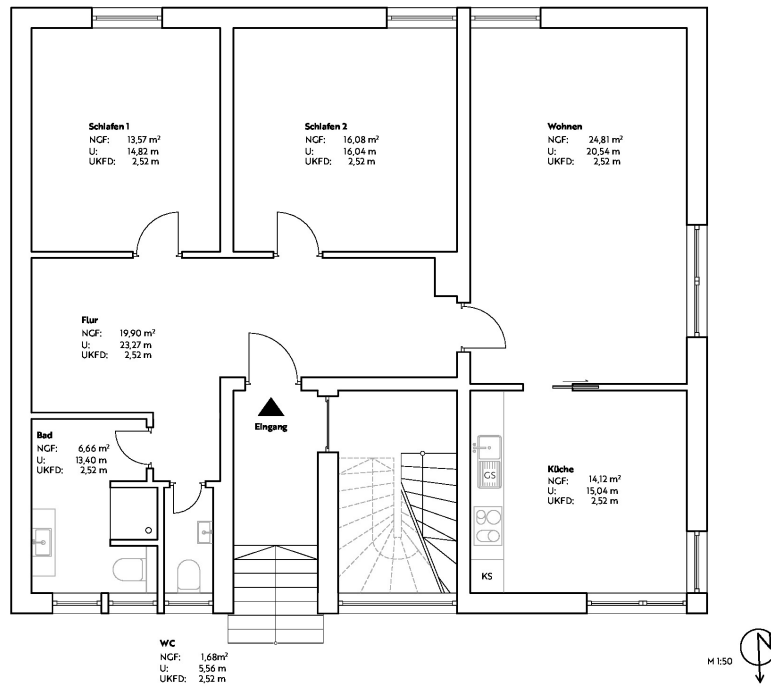 Schlafen 1
NGF: 13,57 m²
U: 14,82 m
UKFD: 2,52 m
Schlafen 2
NGF: 16,08 m²
U: 16,04 m
UKFD: 2,52 m
Wohnen
NGF: 24,81 m²
U: 20,54 m
UKFD: 2,52 m
Flur
NGF: 19,90 m²
U: 23,27 m
UKFD: 2,52 m
Eingang
Bad
NGF: 6,66 m²
U: 13,40 m
UKFD: 2,52 m
GS
Küche
NGF: 14,12 m²
U: 15,04 m
UKFD: 2,52 m
KS
WC
NGF: 1,68m²
U: 5,56 m
UKFD: 2,52 m
M 1:50
N